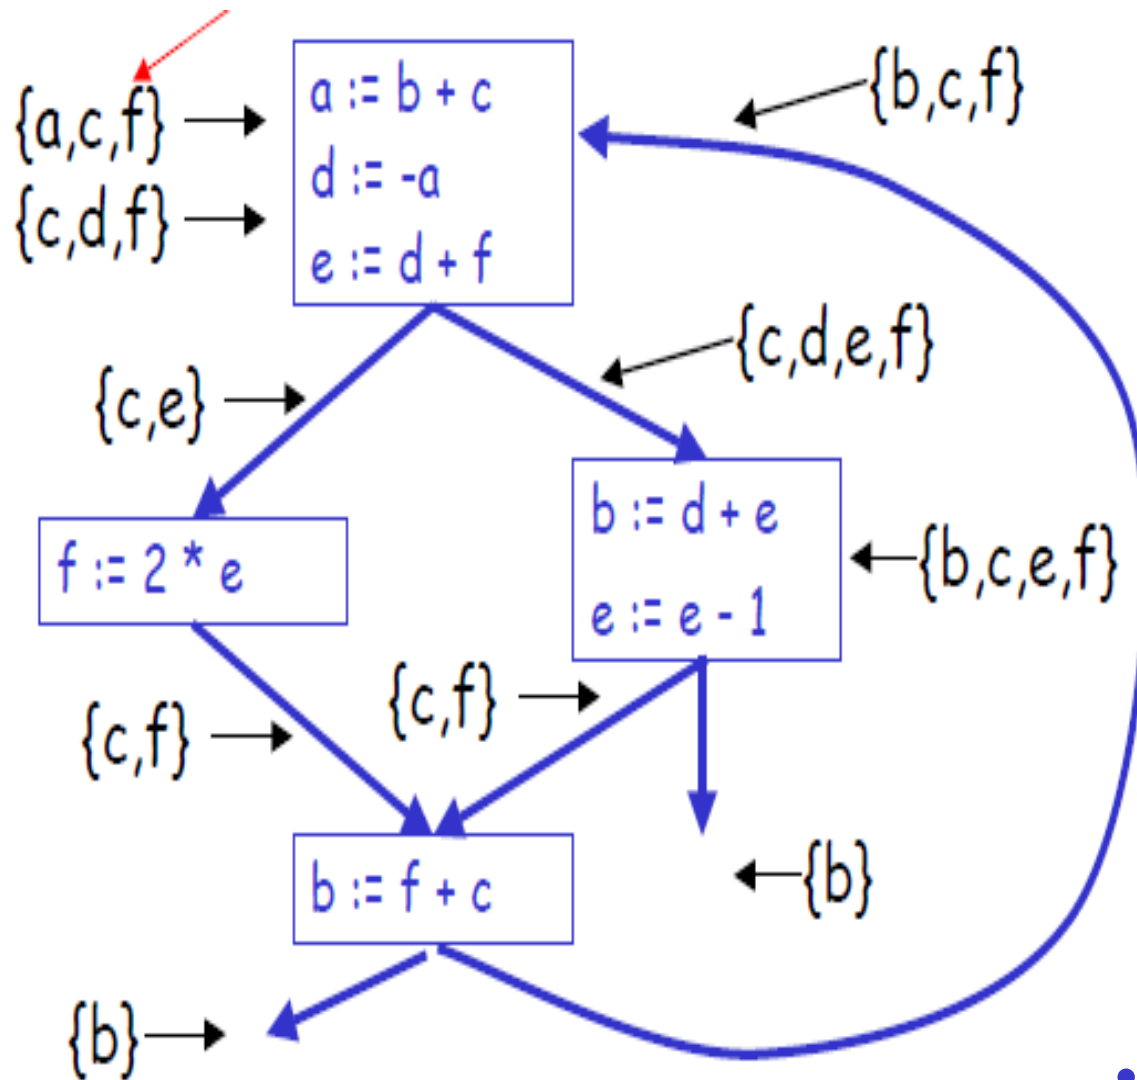 {b,c,f}
{a,c,f}
a := b + c
d := -a
{c,d,f}
e := d + f
{c,d,e,f}
{c,e}
b := d + e
f := 2 * e
{b,c,e,f}
e := e - 1
{c,f}
{c,f}
b := f + c
{b}
{b}